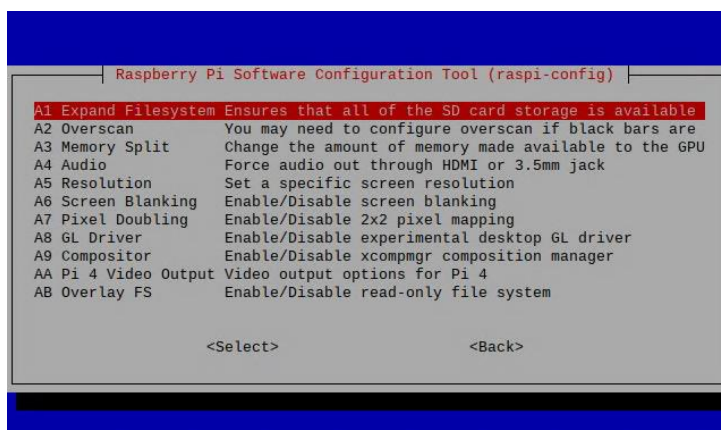 Raspberry Pi Software Configuration Tool (raspi-config)
A1 Expand Filesystem Ensures that all of the SD card storage is available
A2 Overscan You may need to configure overscan if black bars are
A3 Memory Split Change the amount of memory made available to the GPU
A4 Audio Force audio out through HDMI or 3.5mm jack
A5 Resolution Set a specific screen resolution
A6 Screen Blanking Enable/Disable screen blanking
A7 Pixel Doubling Enable/Disable 2x2 pixel mapping
A8 GL Driver Enable/Disable experimental desktop GL driver
A9 Compositor Enable/Disable xcompmgr composition manager
AA Pi 4 Video Output Video output options for Pi 4
AB Overlay FS Enable/Disable read-only file system
<Select> <Back>